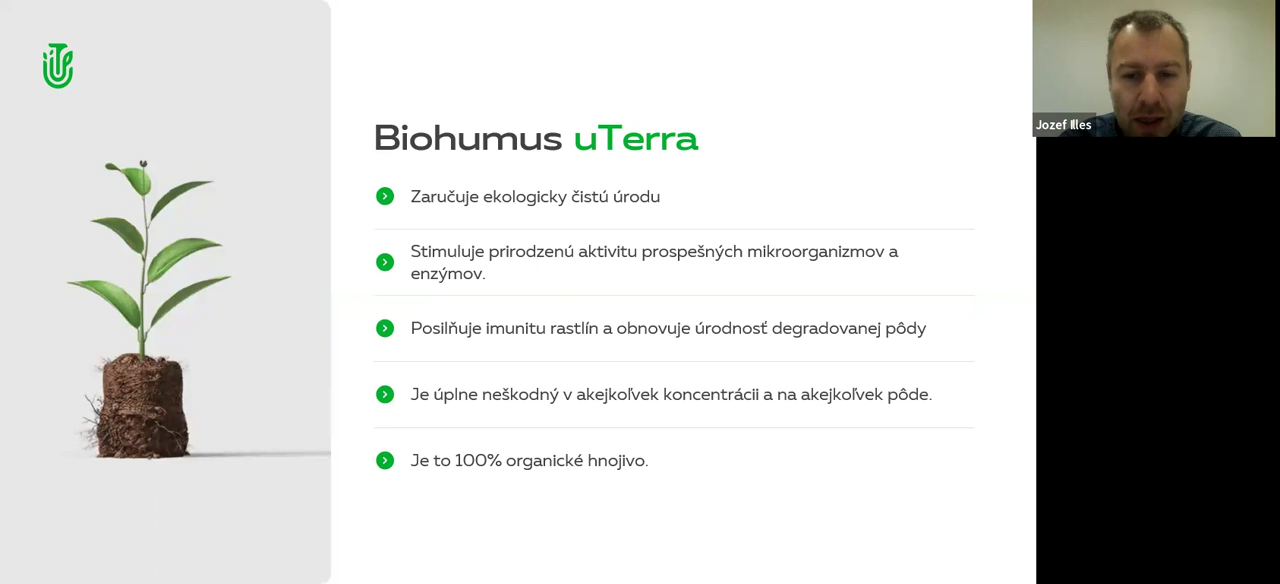 Biohumus uTerra
Zaručuje ekologicky čistú úrodu
Stimuluje prirodzenú aktivitu prospešných mikroorganizmov a
enzýmov.
Posilňuje imunitu rastlín a obnovuje úrodnosť degradovanej pôdy
Je úplne neškodný v akejkoľvek koncentrácii a na akejkoľvek pôde.
Je to 100% organické hnojivo.
Jozef Illes